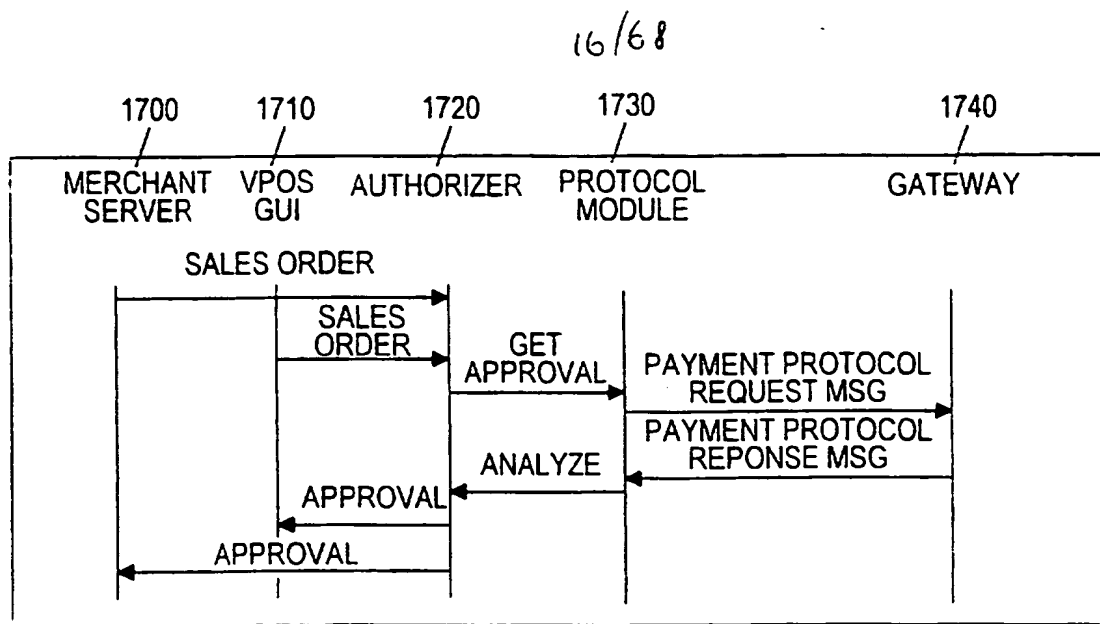 16/68
1700 1710 1720 1730 1740
MERCHANT SERVER
VPOS GUI
AUTHORIZER
PROTOCOL MODULE
GATEWAY
SALES ORDER
SALES ORDER
GET APPROVAL
PAYMENT PROTOCOL REQUEST MSG
PAYMENT PROTOCOL REPONSE MSG
ANALYZE
APPROVAL
APPROVAL